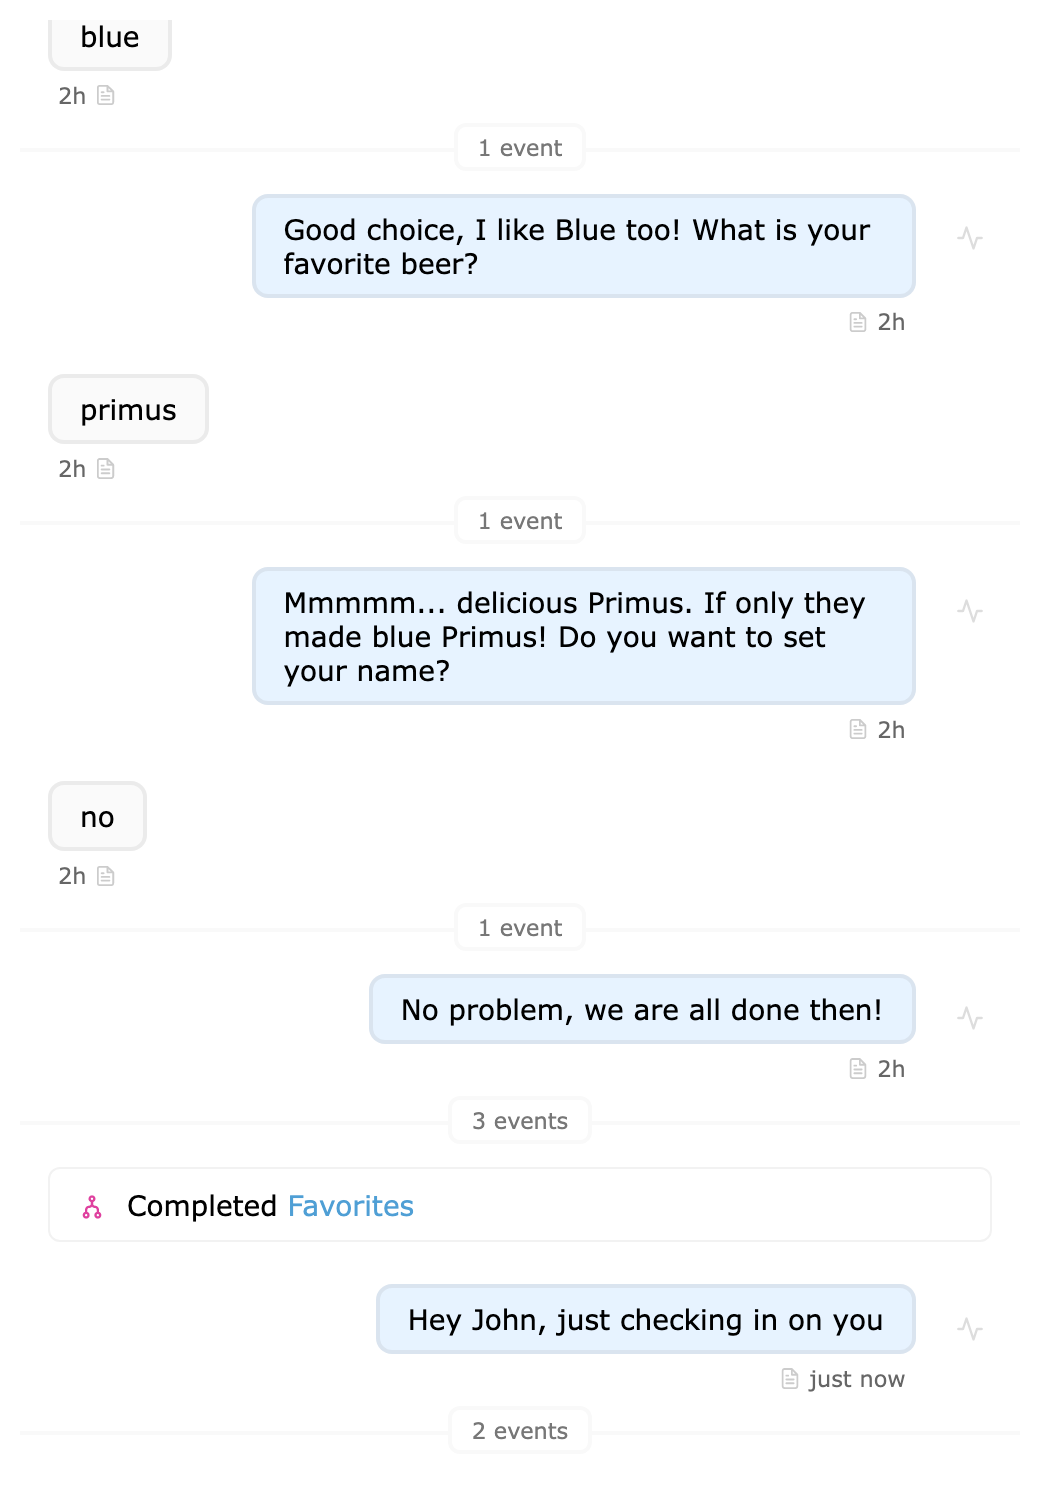 blue
2h
1 event
Good choice, I like Blue too! What is your
favorite beer?
2h
primus
2h
1 event
Mmmmm... delicious Primus. If only they
made blue Primus! Do you want to set
your name?
2h
no
2h
1 event
No problem, we are all done then!
2h
3 events
Completed Favorites
Hey John, just checking in on you
just now
2 events